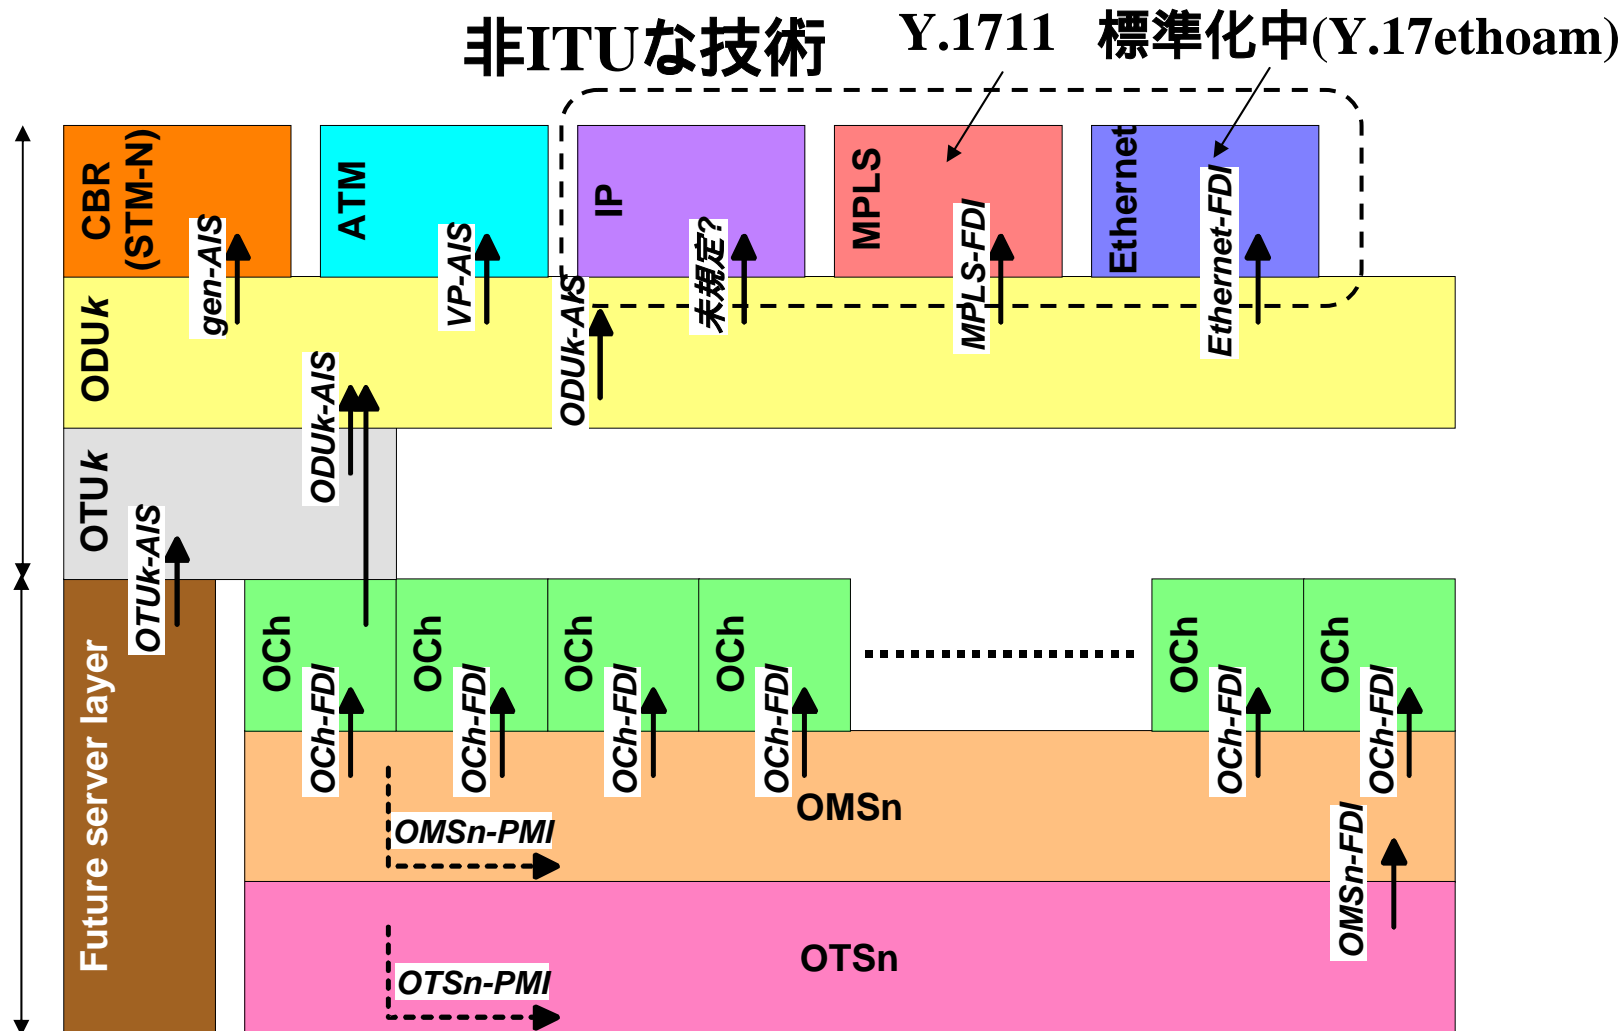 非ITUな技術
Y.1711
標準化中(Y.17ethoam)
CBR
(STM-N)
ATM
IP
MPLS
Ethernet
gen-AIS
VP-AIS
ODUk-AIS
未規定?
MPLS-FDI
Ethernet-FDI
ODUk
ODUk-AIS
OTUk
OTUk-AIS
Future server layer
OCh
OCh
OCh
OCh
OCh
OCh
OCh-FDI
OCh-FDI
OCh-FDI
OCh-FDI
OCh-FDI
OCh-FDI
OMSn
OMSn-PMI
OMSn-FDI
OTSn
OTSn-PMI